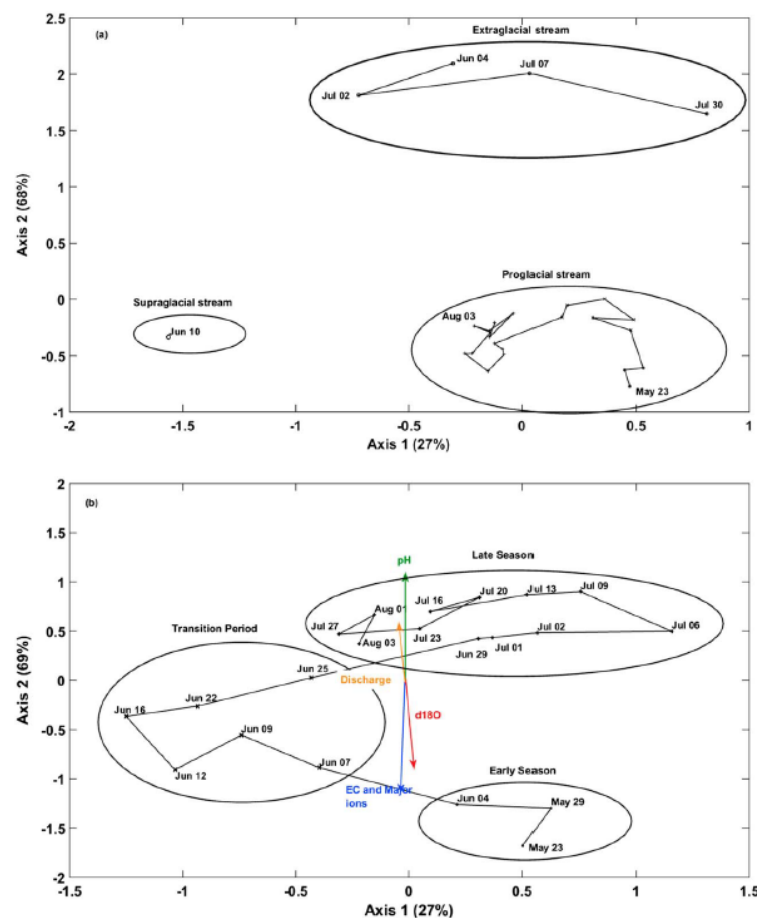 (a)
Extraglacial stream
Jun 04
Jull 07
Jul 02
Jul 30
Proglacial stream
Supraglacial stream
Aug 03
Jun 10
May 23
2.5
2
1.5
1
0.5
0
-0.5
-1
Axis 2 (68%)
-2
-1.5
-1
-0.5
0
0.5
1
Axis 1 (27%)
(b)
pH
Late Season
Jul 20
Jul 13
Jul 09
Jul 16
Aug 01
Jul 27
Jul 06
Transition Period
Aug 03
Jul 23
Jul 02
Jun 29
Jul 01
Jun 25
Discharge
Jun 22
Jun 16
d18O
Jun 09
Jun 12
Jun 07
Early Season
EC and Major
ions
Jun 04
May 29
May 23
2
1.5
1
0.5
0
-0.5
-1
-1.5
-2
Axis 2 (69%)
-1.5
-1
-0.5
0
0.5
1
1.5
Axis 1 (27%)